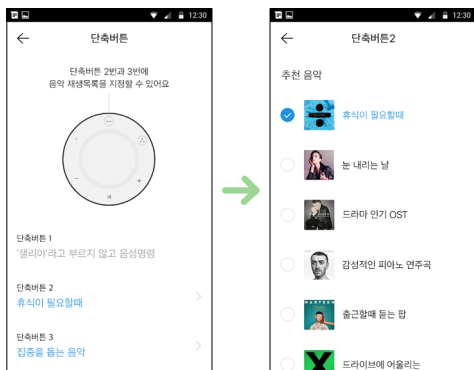 12:30
단축버튼
단축버튼 2번과 3번에
음악 재생목록을 지정할 수 있어요
단축버튼 1
'샐리야'라고 부르지 않고 음성명령
단축버튼 2
휴식이 필요할때
단축버튼 3
집중을 돕는 음악
12:30
단축버튼2
추천 음악
휴식이 필요할때
눈 내리는 날
드라마 인기 OST
감성적인 피아노 연주곡
출근할때 듣는 팝
드라이브에 어울리는